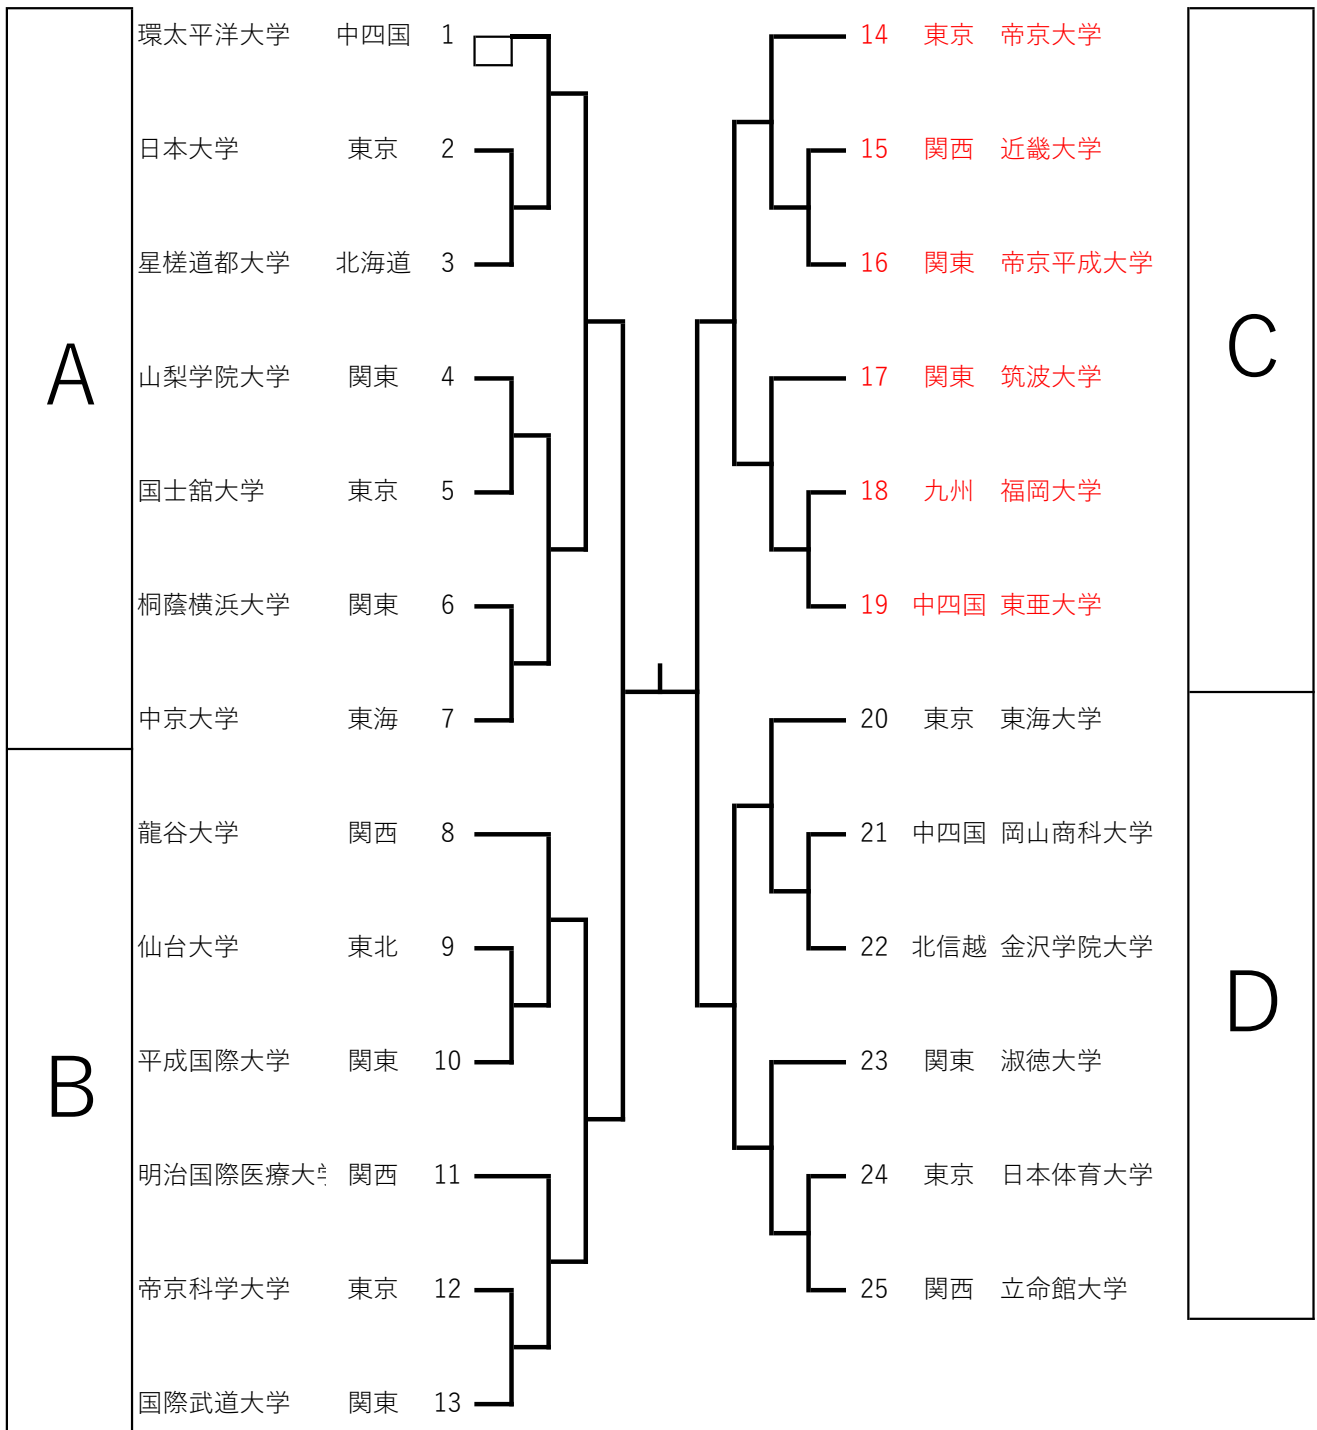 A
環太平洋大学 中四国 1
日本大学 東京 2
星槎道都大学 北海道 3
山梨学院大学 関東 4
国士舘大学 東京 5
桐蔭横浜大学 関東 6
中京大学 東海 7
B
龍谷大学 関西 8
仙台大学 東北 9
平成国際大学 関東 10
明治国際医療大学 関西 11
帝京科学大学 東京 12
国際武道大学 関東 13
C
14 東京 帝京大学
15 関西 近畿大学
16 関東 帝京平成大学
17 関東 筑波大学
18 九州 福岡大学
19 中四国 東亜大学
D
20 東京 東海大学
21 中四国 岡山商科大学
22 北信越 金沢学院大学
23 関東 淑徳大学
24 東京 日本体育大学
25 関西 立命館大学